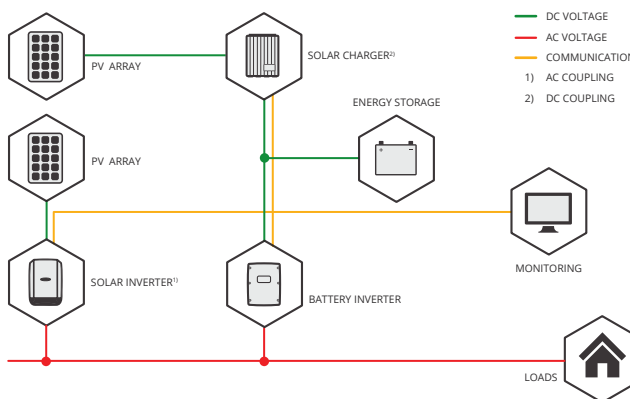 DC VOLTAGE
AC VOLTAGE
COMMUNICATION
1) AC COUPLING
2) DC COUPLING
PV ARRAY
SOLAR CHARGER²⁾
ENERGY STORAGE
PV ARRAY
MONITORING
SOLAR INVERTER¹⁾
BATTERY INVERTER
LOADS